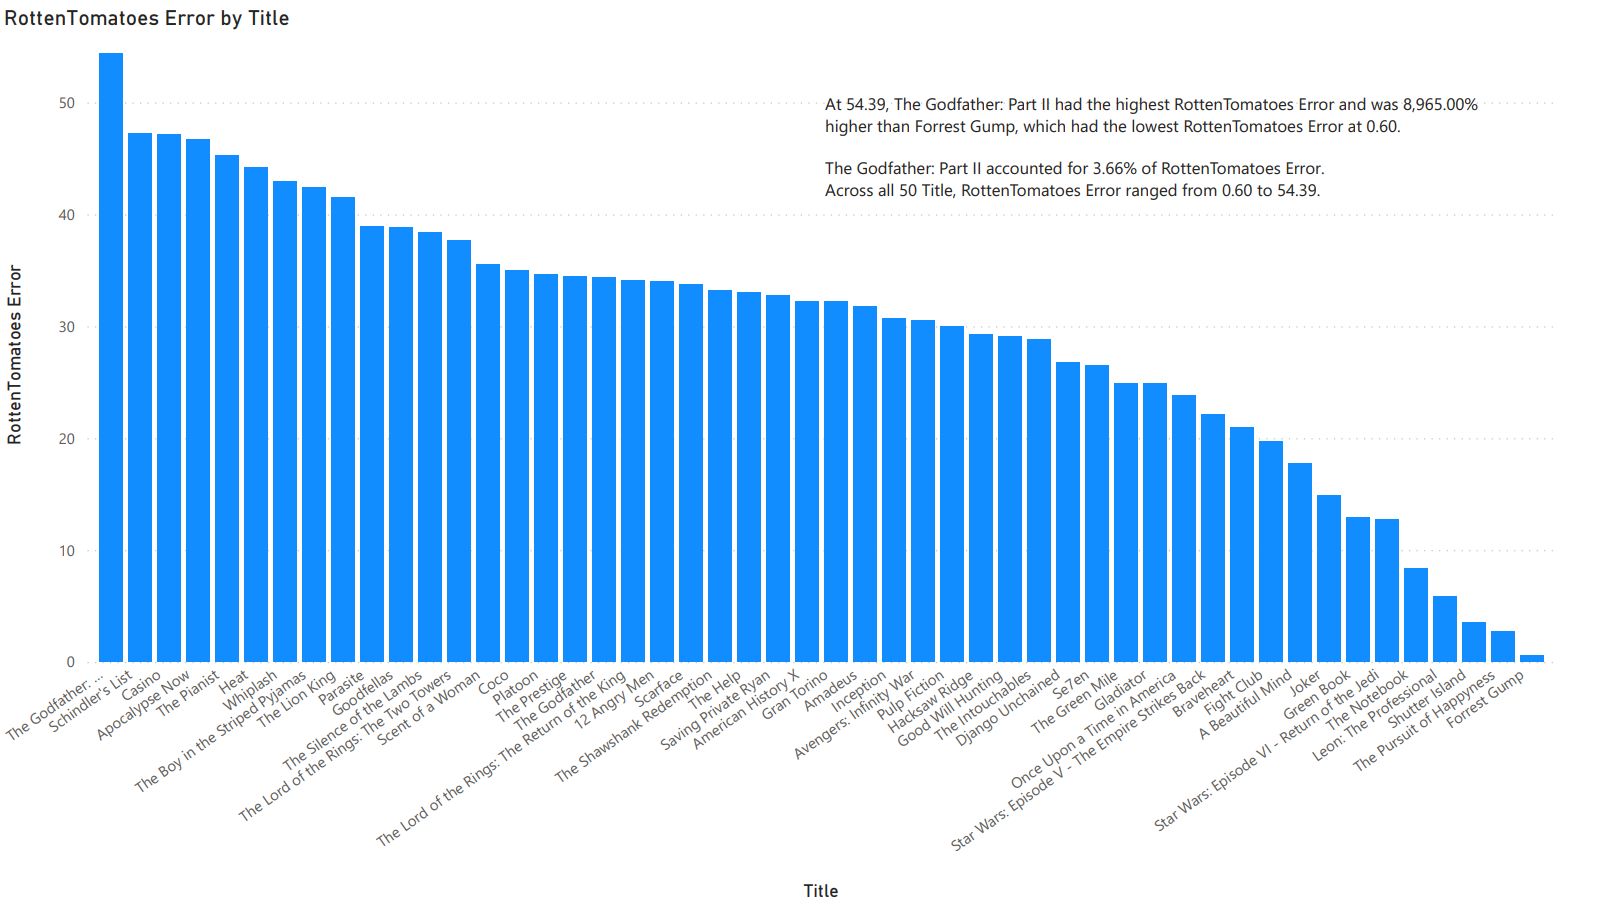 RottenTomatoes Error by Title
At 54.39, The Godfather: Part II had the highest RottenTomatoes Error and was 8,965.00%
higher than Forrest Gump, which had the lowest RottenTomatoes Error at 0.60.
The Godfather: Part II accounted for 3.66% of RottenTomatoes Error.
Across all 50 Title, RottenTomatoes Error ranged from 0.60 to 54.39.
RottenTomatoes Error
50
40
30
20
10
0
The Godfather: ...
Schindler's List
Casino
Apocalypse Now
The Pianist
Heat
Whiplash
The Boy in the Striped Pyjamas
The Lion King
Parasite
Goodfellas
The Silence of the Lambs
The Lord of the Rings: The Two Towers
Scent of a Woman
Coco
Platoon
The Prestige
The Godfather
The Lord of the Rings: The Return of the King
12 Angry Men
Scarface
The Shawshank Redemption
The Help
Saving Private Ryan
American History X
Gran Torino
Amadeus
Inception
Avengers: Infinity War
Pulp Fiction
Hacksaw Ridge
Good Will Hunting
The Intouchables
Django Unchained
Se7en
The Green Mile
Gladiator
Once Upon a Time in America
Star Wars: Episode V - The Empire Strikes Back
Braveheart
Fight Club
A Beautiful Mind
Joker
Green Book
Star Wars: Episode VI - Return of the Jedi
The Notebook
Leon: The Professional
Shutter Island
The Pursuit of Happyness
Forrest Gump
Title